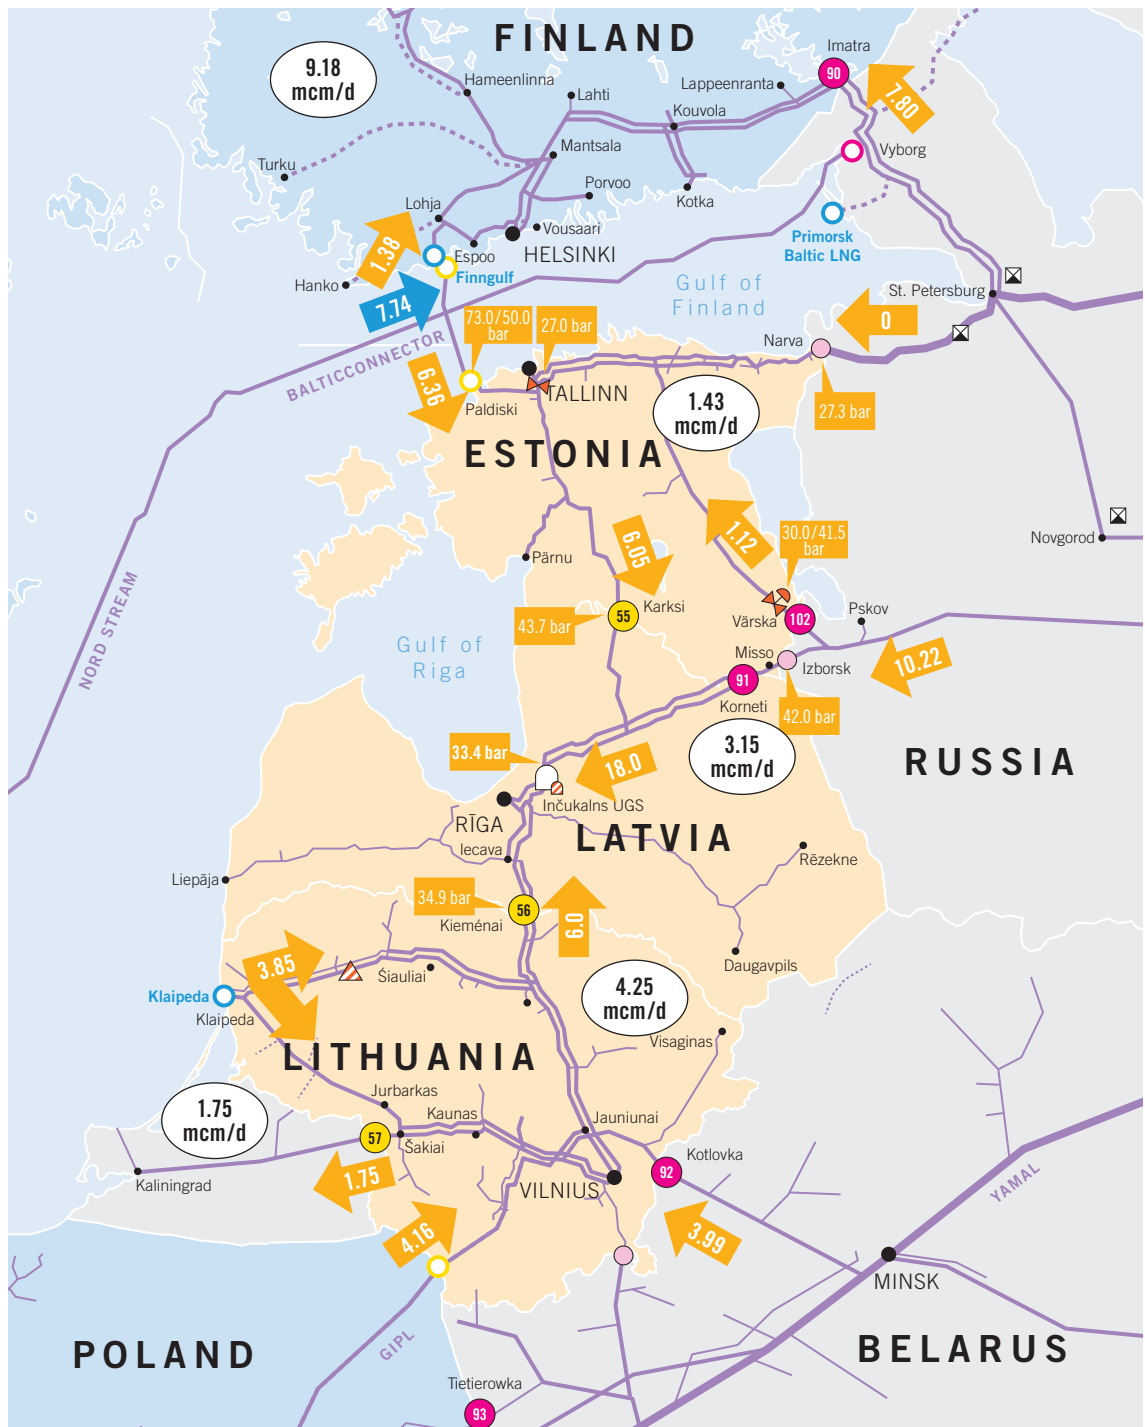 FINLAND
Imatra
90
9.18
mcm/d
7.80
Hameenlinna
Lappeenranta
Lahti
Kouvola
Mantsala
Vyborg
Turku
Porvoo
Kotka
Lohja
Vousaari
HELSINKI
Espoo
Finngulf
Primorsk
Baltic LNG
1.38
Hanko
7.74
Gulf of
Finland
St. Petersburg
73.0/50.0
bar
27.0 bar
0
Narva
BALTICCONNECTOR
6.36
Paldiski
TALLINN
1.43
mcm/d
27.3 bar
ESTONIA
1.12
30.0/41.5
bar
Novgorod
6.05
Pärnu
NORD STREAM
43.7 bar
55
Karksi
Värska
102
Pskov
Gulf of
Riga
Misso
Izborsk
10.22
91
Korneti
42.0 bar
33.4 bar
18.0
3.15
mcm/d
RUSSIA
Inčukalns UGS
RĪGA
LATVIA
Iecava
Rēzekne
Liepāja
34.9 bar
56
6.0
Kieménai
Daugavpils
3.85
Śiauliai
4.25
mcm/d
Klaipeda
Klaipeda
Visaginas
LITHUANIA
Jurbarkas
1.75
mcm/d
Kaunas
Jauniunai
57
Šakiai
Kotlovka
92
Kaliningrad
1.75
VILNIUS
YAMAL
4.16
3.99
MINSK
GIPL
POLAND
BELARUS
Tietierowka
93